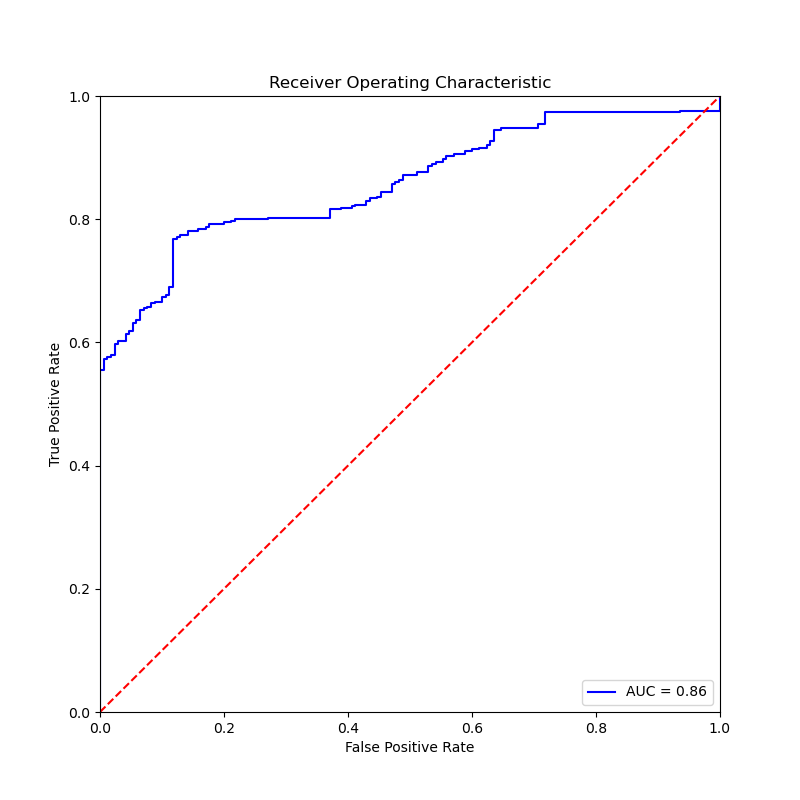 Receiver Operating Characteristic
1.0
0.8
0.6
0.4
0.2
0.0
True Positive Rate
AUC = 0.86
0.0 0.2 0.4 0.6 0.8 1.0
False Positive Rate